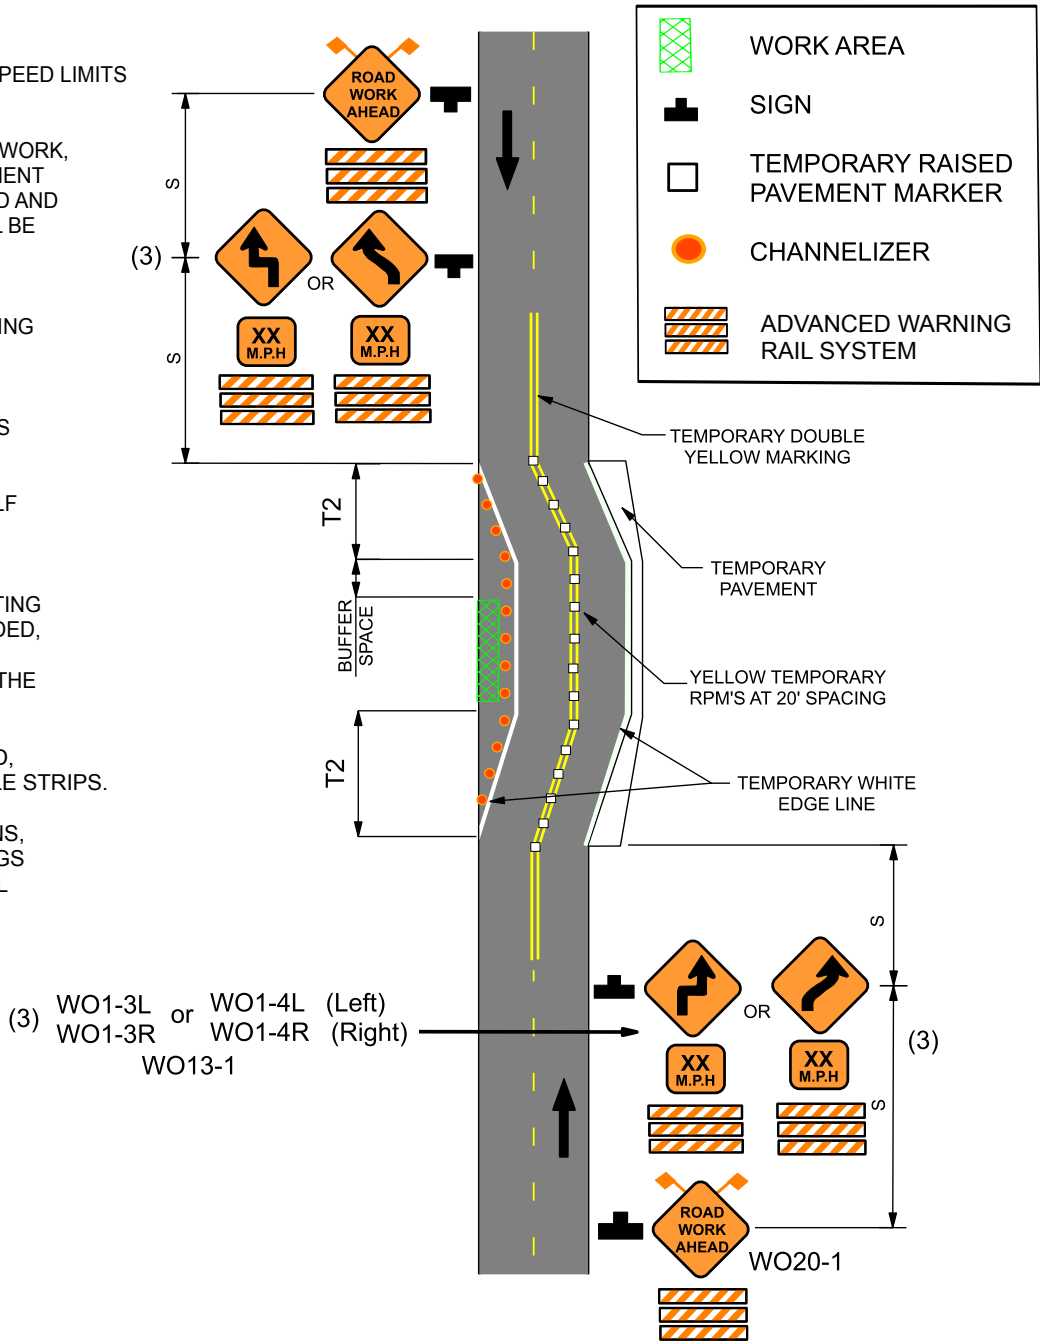 PEED LIMITS
WORK,
MENT
D AND
L BE
ING
S
LF
TING
DED,
THE
D,
LE STRIPS.
NS,
GS
L
ROAD
WORK
AHEAD
S
(3)
OR
XX
M.P.H
XX
M.P.H
S
WORK AREA
SIGN
TEMPORARY RAISED
PAVEMENT MARKER
CHANNELIZER
ADVANCED WARNING
RAIL SYSTEM
TEMPORARY DOUBLE
YELLOW MARKING
T2
TEMPORARY
PAVEMENT
BUFFER
SPACE
YELLOW TEMPORARY
RPM'S AT 20' SPACING
T2
TEMPORARY WHITE
EDGE LINE
S
OR
(3) WO1-3L or WO1-4L (Left)
WO1-3R WO1-4R (Right)
WO13-1
(3)
XX
M.P.H
XX
M.P.H
S
ROAD
WORK
AHEAD
WO20-1